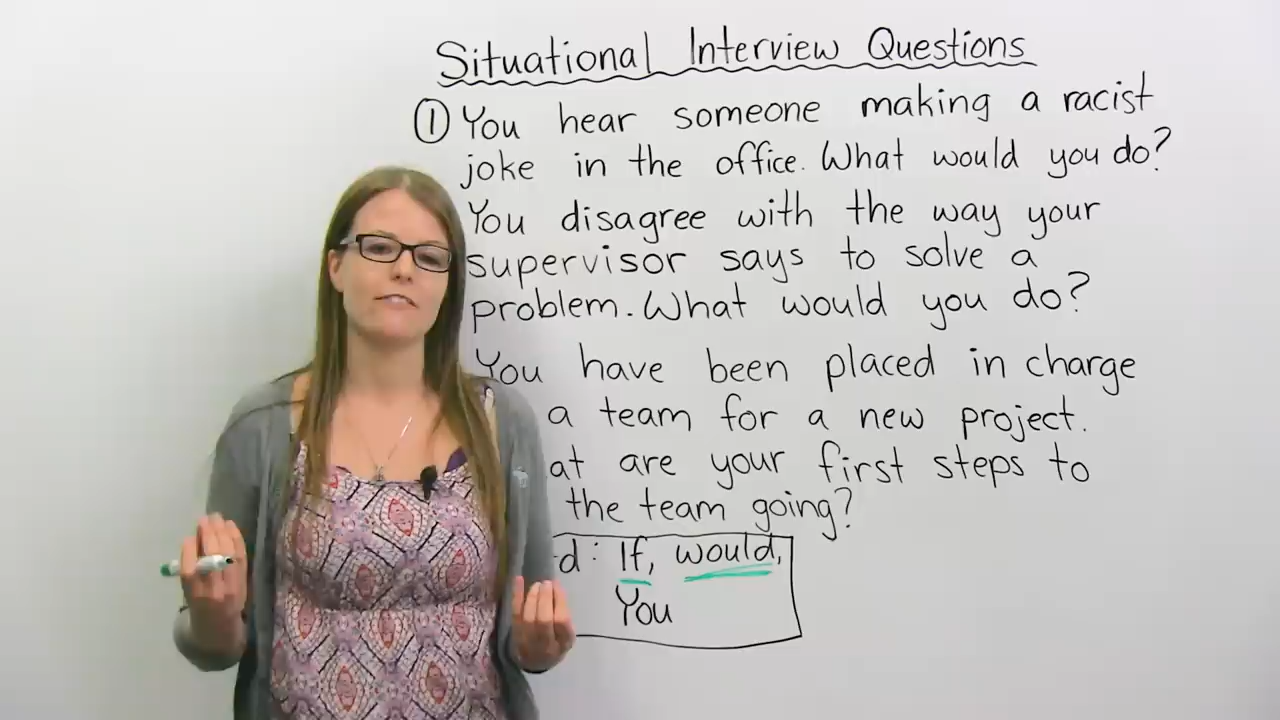 Situational Interview Questions
① You hear someone making a racist
joke in the office. What would you do?
You disagree with the way your
supervisor says to solve a
problem. What would you do?
You have been placed in charge
a team for a new project.
at are your first steps to
the team going?
d: If, would,
You